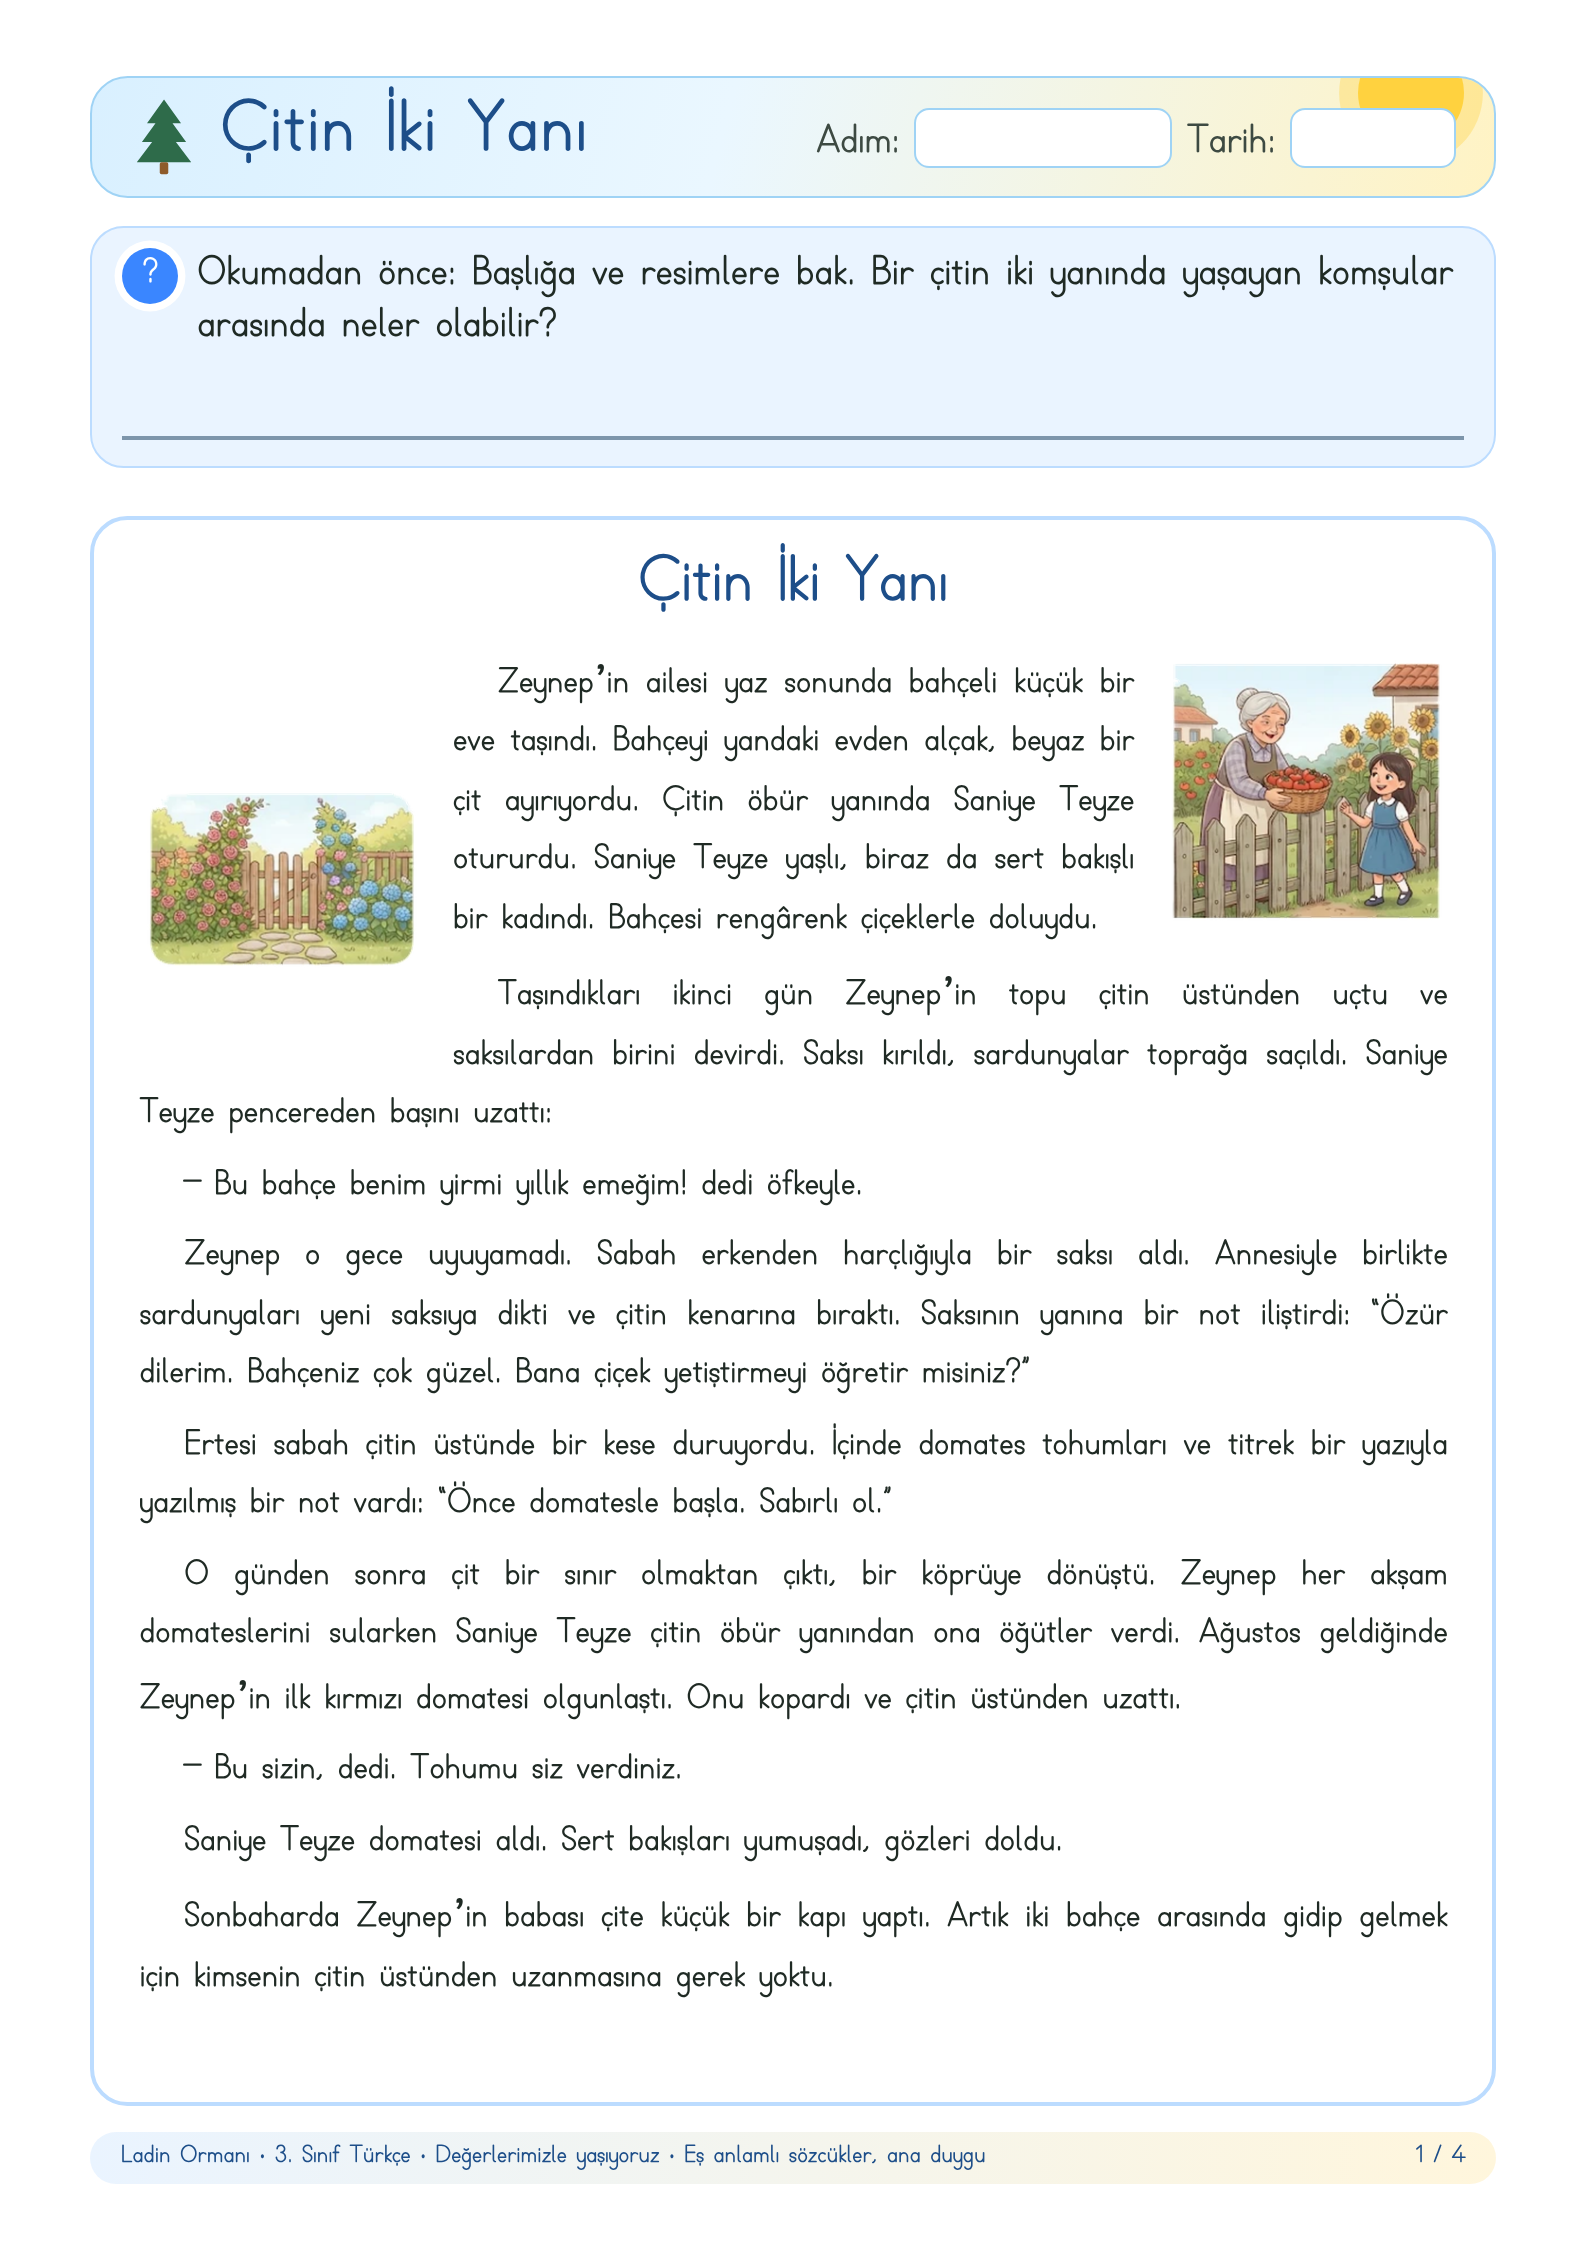 Çitin İki Yanı
Adım:
Tarih:
?
Okumadan önce: Başlığa ve resimlere bak. Bir çitin iki yanında yaşayan komşular
arasında neler olabilir?
Çitin İki Yanı
Zeynep’in ailesi yaz sonunda bahçeli küçük bir
eve taşındı. Bahçeyi yandaki evden alçak, beyaz bir
çit ayırıyordu. Çitin öbür yanında Saniye Teyze
otururdu. Saniye Teyze yaşlı, biraz da sert bakışlı
bir kadındı. Bahçesi rengârenk çiçeklerle doluydu.
Taşındıkları ikinci gün Zeynep’in topu çitin üstünden uçtu ve
saksılardan birini devirdi. Saksı kırıldı, sardunyalar toprağa saçıldı. Saniye
Teyze pencereden başını uzattı:
– Bu bahçe benim yirmi yıllık emeğim! dedi öfkeyle.
Zeynep o gece uyuyamadı. Sabah erkenden harçlığıyla bir saksı aldı. Annesiyle birlikte
sardunyaları yeni saksıya dikti ve çitin kenarına bıraktı. Saksının yanına bir not iliştirdi: “Özür
dilerim. Bahçeniz çok güzel. Bana çiçek yetiştirmeyi öğretir misiniz?”
Ertesi sabah çitin üstünde bir kese duruyordu. İçinde domates tohumları ve titrek bir yazıyla
yazılmış bir not vardı: “Önce domatesle başla. Sabırlı ol.”
O günden sonra çit bir sınır olmaktan çıktı, bir köprüye dönüştü. Zeynep her akşam
domateslerini sularken Saniye Teyze çitin öbür yanından ona öğütler verdi. Ağustos geldiğinde
Zeynep’in ilk kırmızı domatesi olgunlaştı. Onu kopardı ve çitin üstünden uzattı.
– Bu sizin, dedi. Tohumu siz verdiniz.
Saniye Teyze domatesi aldı. Sert bakışları yumuşadı, gözleri doldu.
Sonbaharda Zeynep’in babası çite küçük bir kapı yaptı. Artık iki bahçe arasında gidip gelmek
için kimsenin çitin üstünden uzanmasına gerek yoktu.
Ladin Ormanı • 3. Sınıf Türkçe • Değerlerimizle yaşıyoruz • Eş anlamlı sözcükler, ana duygu
1 / 4